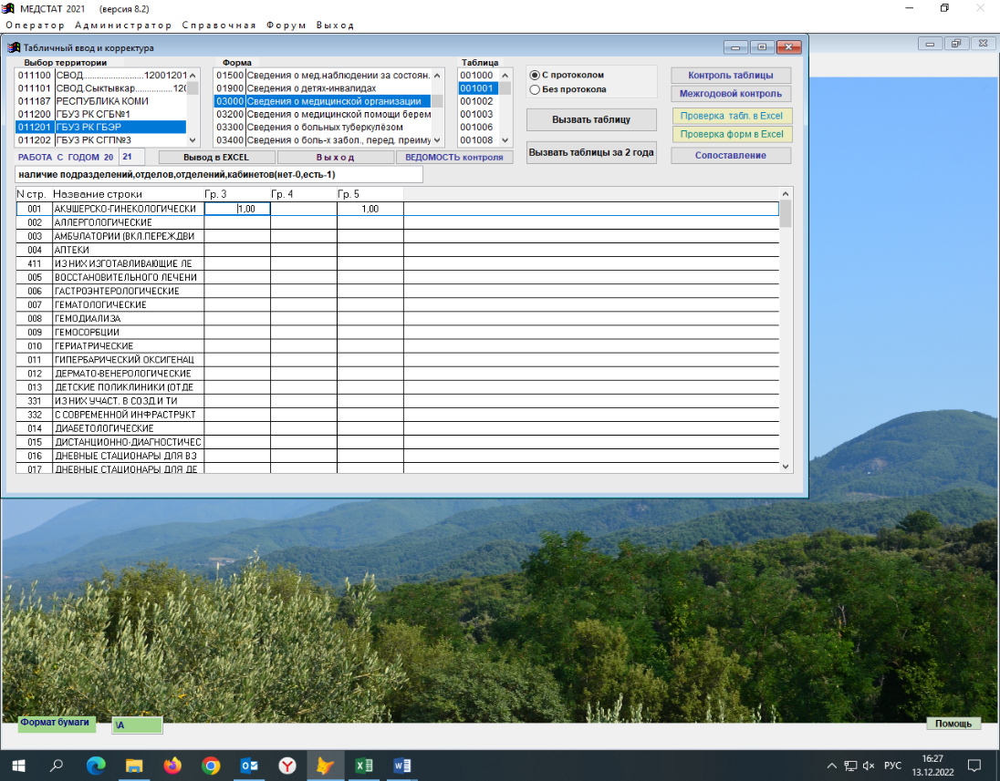 МЕДСТАТ 2021 (версия 8.2)
Оператор Администратор Справочная Форум Выход
Табличный ввод и корректура
Выбор территории Форма Таблица
011100 СВОД.........................12001201
011101 СВОД.Сыктывкар...............120
011187 РЕСПУБЛИКА КОМИ
011200 ГБУЗ РК СГБ№1
011201 ГБУЗ РК ГБЭР
011202 ГБУЗ РК СГП№3
01500 Сведения о мед.наблюдении за состоян.
01900 Сведения о детях-инвалидах
03000 Сведения о медицинской организации
03200 Сведения о медицинской помощи берем
03300 Сведения о больных туберкулёзом
03400 Сведения о боль-х забол., перед. преиму
001000
001001
001002
001003
001006
001008
С протоколом
Без протокола
Вызвать таблицу
Вызвать таблицы за 2 года
Контроль таблицы
Межгодовой контроль
Проверка табл. в Excel
Проверка форм в Excel
Сопоставление
РАБОТА С ГОДОМ 20 21 Вывод в EXCEL Выход ВЕДОМОСТЬ контроля
наличие подразделений,отделов,отделений,кабинетов(нет-0,есть-1)
N стр. Название строки Гр. 3 Гр. 4 Гр. 5
001 АКУШЕРСКО-ГИНЕКОЛОГИЧЕСКИ 1,00 1,00
002 АЛЛЕРГОЛОГИЧЕСКИЕ
003 АМБУЛАТОРИИ (ВКЛ.ПЕРЕЖДВИ
004 АПТЕКИ
411 ИЗ НИХ ИЗГОТАВЛИВАЮЩИЕ ЛЕ
005 ВОССТАНОВИТЕЛЬНОГО ЛЕЧЕНИ
006 ГАСТРОЭНТЕРОЛОГИЧЕСКИЕ
007 ГЕМАТОЛОГИЧЕСКИЕ
008 ГЕМОДИАЛИЗА
009 ГЕМОСОРБЦИИ
010 ГЕРИАТРИЧЕСКИЕ
011 ГИПЕРБАРИЧЕСКИЙ ОКСИГЕНАЦ
012 ДЕРМАТО-ВЕНЕРОЛОГИЧЕСКИЕ
013 ДЕТСКИЕ ПОЛИКЛИНИКИ (ОТДЕ
331 ИЗ НИХ УЧАСТ. В СОЗД.И ТИ
332 С СОВРЕМЕННОЙ ИНФРАСТРУКТ
014 ДИАБЕТОЛОГИЧЕСКИЕ
015 ДИСТАНЦИОННО-ДИАГНОСТИЧЕС
016 ДНЕВНЫЕ СТАЦИОНАРЫ ДЛЯ ВЗ
017 ДНЕВНЫЕ СТАЦИОНАРЫ ДЛЯ ДЕ
Формат бумаги \A Помощь
РУС 16:27
13.12.2022